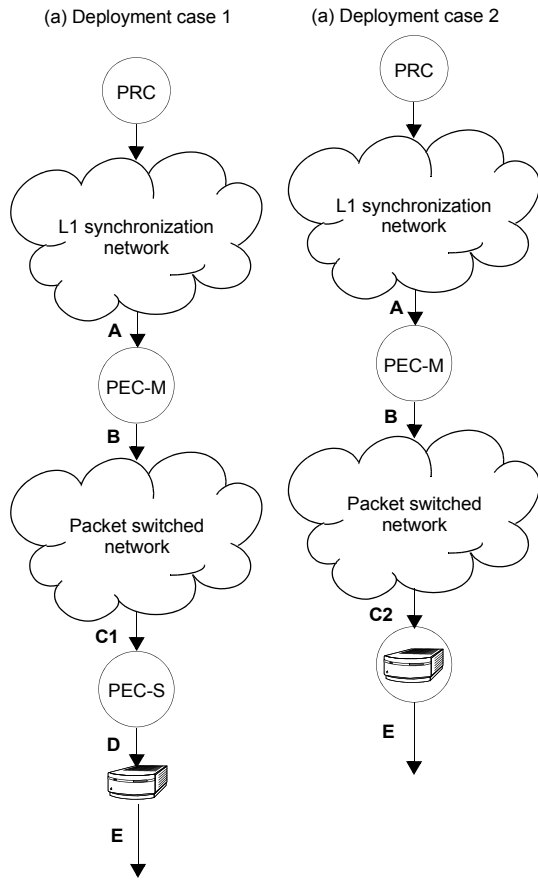 (a) Deployment case 1
PRC
L1 synchronization
network
A
PEC-M
B
Packet switched
network
C1
PEC-S
D
E
(a) Deployment case 2
PRC
L1 synchronization
network
A
PEC-M
B
Packet switched
network
C2
E